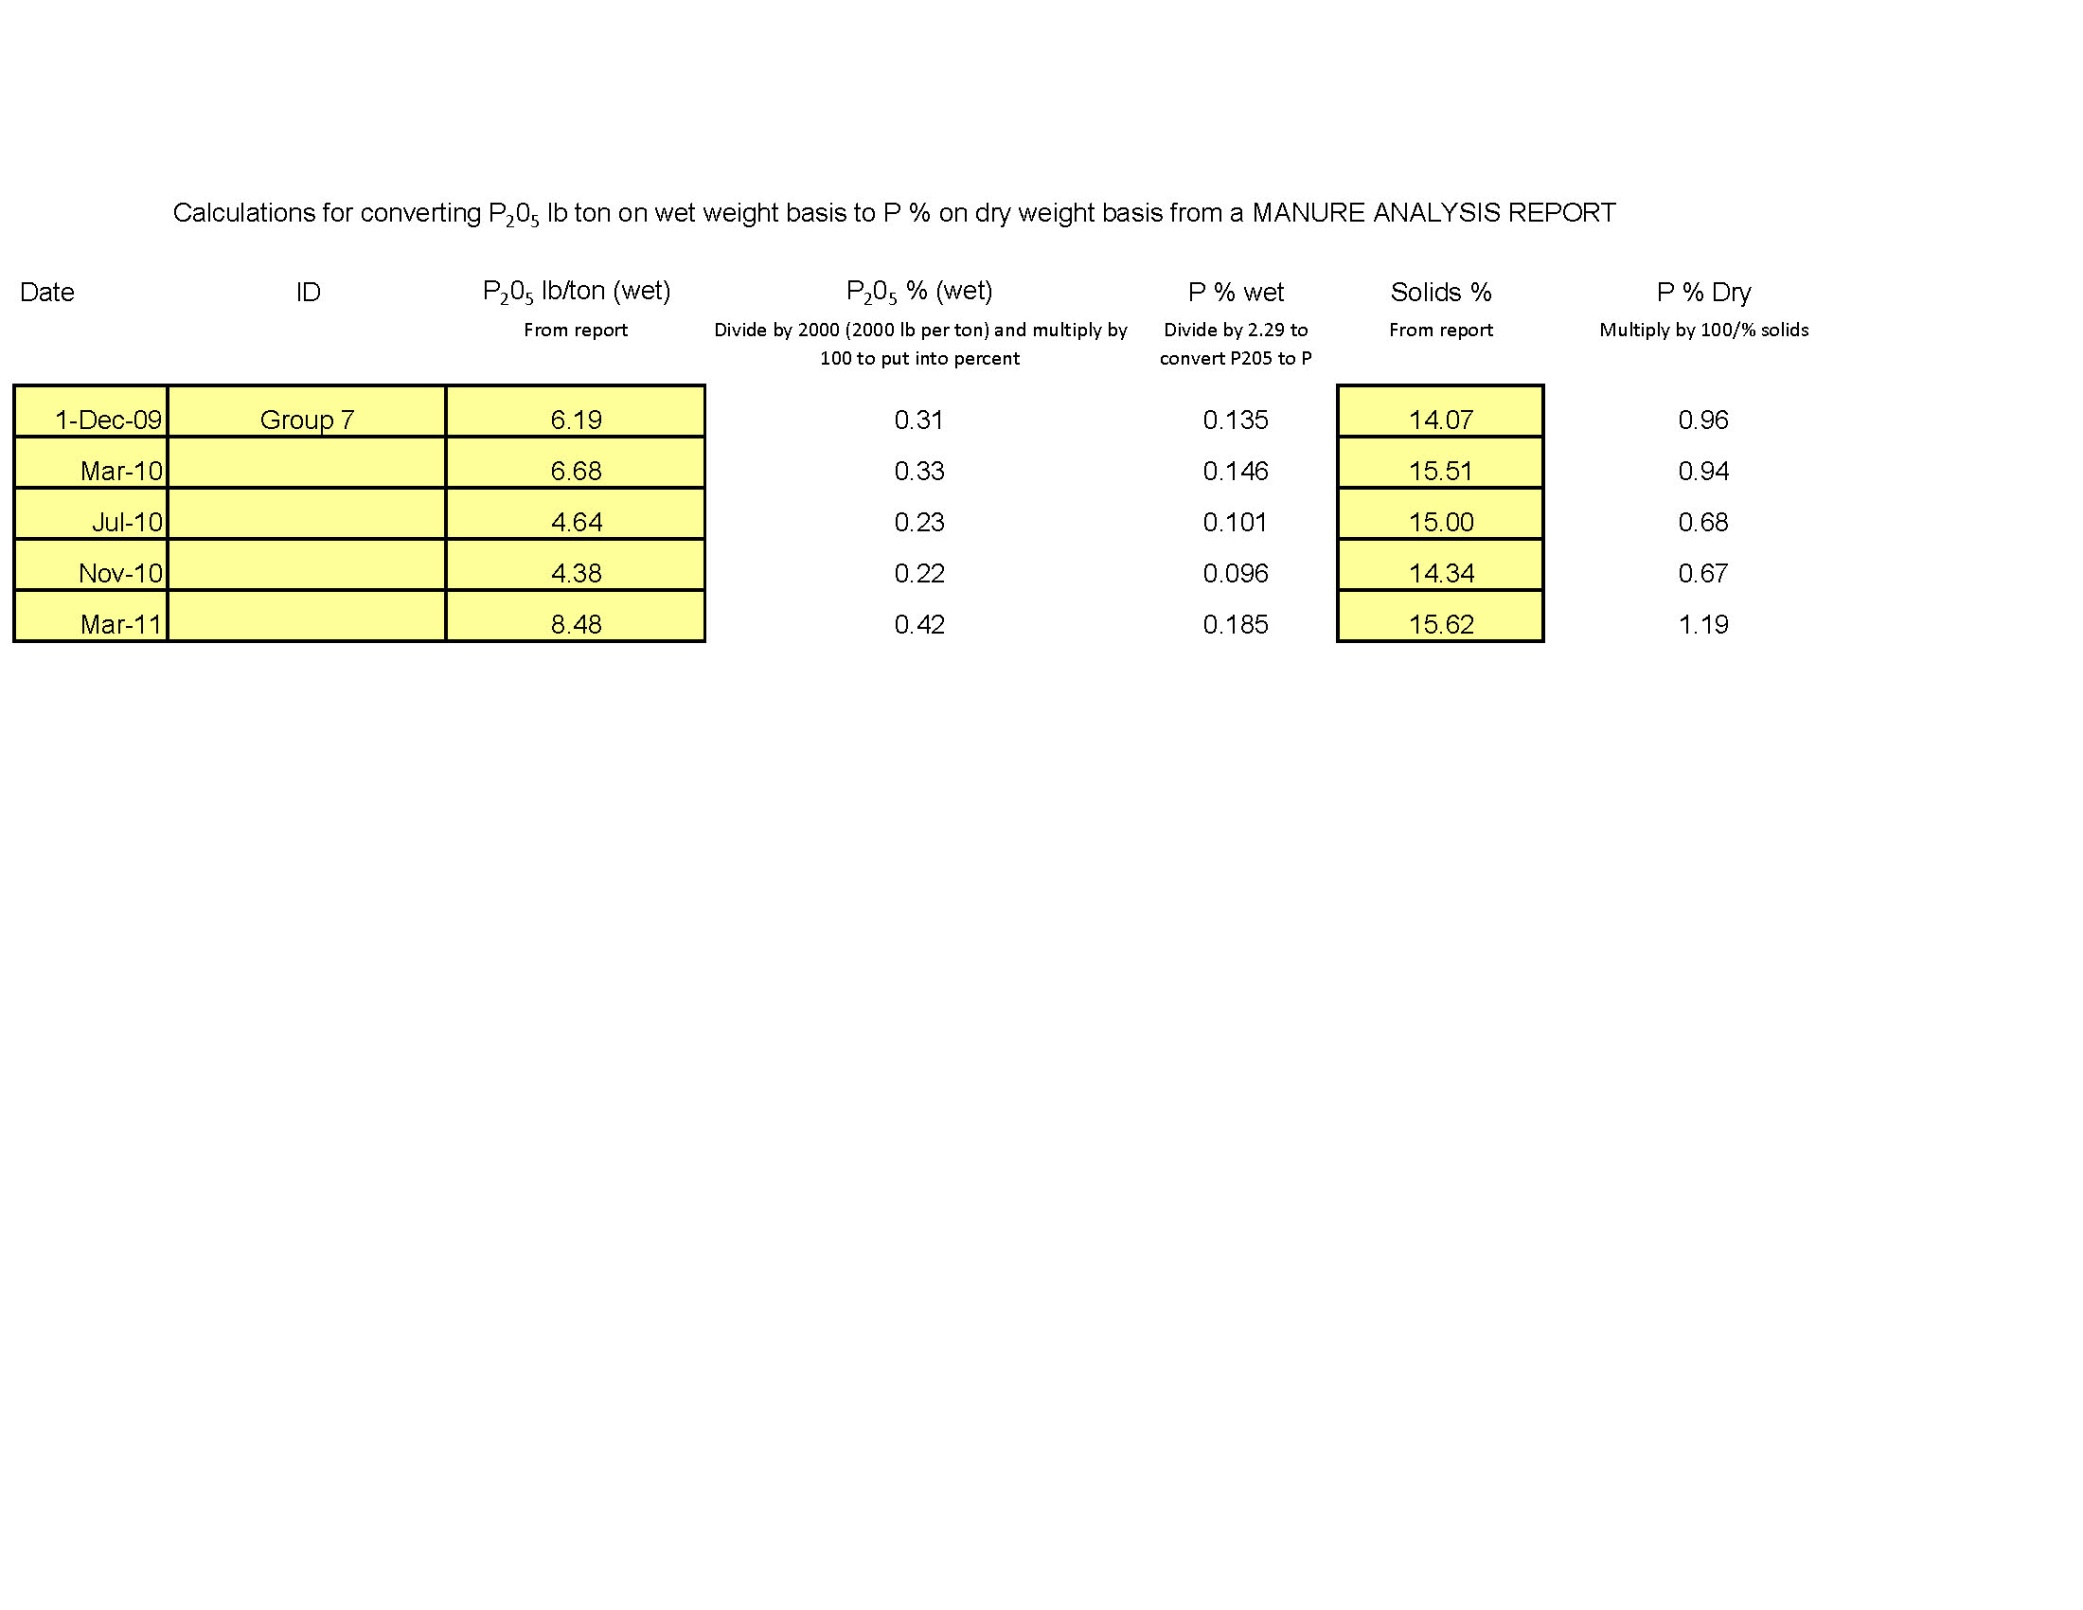 Calculations for converting P₂0₅ lb ton on wet weight basis to P % on dry weight basis from a MANURE ANALYSIS REPORT
Date ID P₂0₅ lb/ton (wet) P₂0₅ % (wet) P % wet Solids % P % Dry
From report Divide by 2000 (2000 lb per ton) and multiply by Divide by 2.29 to From report Multiply by 100/% solids
100 to put into percent convert P205 to P
1-Dec-09 Group 7 6.19 0.31 0.135 14.07 0.96
Mar-10 6.68 0.33 0.146 15.51 0.94
Jul-10 4.64 0.23 0.101 15.00 0.68
Nov-10 4.38 0.22 0.096 14.34 0.67
Mar-11 8.48 0.42 0.185 15.62 1.19